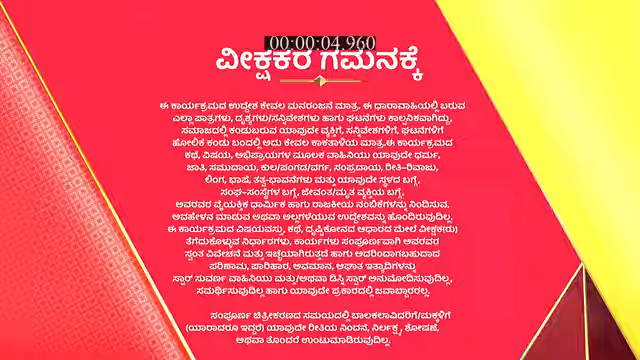 00:00:04.960
ವೀಕ್ಷಕರ ಗಮನಕ್ಕೆ
ಈ ಕಾರ್ಯಕ್ರಮದ ಉದ್ದೇಶ ಕೇವಲ ಮನರಂಜನೆ ಮಾತ್ರ. ಈ ಧಾರಾವಾಹಿಯಲ್ಲಿ ಬರುವ
ಎಲ್ಲಾ ಪಾತ್ರಗಳು, ದೃಶ್ಯಗಳು/ಸನ್ನಿವೇಶಗಳು ಹಾಗು ಘಟನೆಗಳು ಕಾಲ್ಪನಿಕವಾಗಿದ್ದು,
ಸಮಾಜದಲ್ಲಿ ಕಂಡುಬರುವ ಯಾವುದೇ ವ್ಯಕ್ತಿಗೆ, ಸನ್ನಿವೇಶಗಳಿಗೆ, ಘಟನೆಗಳಿಗೆ
ಹೋಲಿಕೆ ಕಂಡು ಬಂದಲ್ಲಿ ಅದು ಕೇವಲ ಕಾಕತಾಳೀಯ ಮಾತ್ರ.ಈ ಕಾರ್ಯಕ್ರಮದ
ಕಥೆ, ವಿಷಯ, ಅಭಿಪ್ರಾಯಗಳ ಮೂಲಕ ವಾಹಿನಿಯು ಯಾವುದೇ ಧರ್ಮ,
ಜಾತಿ, ಸಮುದಾಯ, ಕುಲ/ಪಂಗಡ/ವರ್ಗ, ಸಂಪ್ರದಾಯ, ರೀತಿ-ರಿವಾಜು,
ಲಿಂಗ, ಭಾಷೆ, ತತ್ವ-ಭಾವನೆಗಳು ಮತ್ತು ಯಾವುದೇ ಸ್ಥಳದ ಬಗ್ಗೆ,
ಸಂಘ-ಸಂಸ್ಥೆಗಳ ಬಗ್ಗೆ, ಜೀವಂತ/ಮೃತ ವ್ಯಕ್ತಿಯ ಬಗ್ಗೆ,
ಅವರವರ ವೈಯಕ್ತಿಕ ಧಾರ್ಮಿಕ ಹಾಗು ರಾಜಕೀಯ ನಂಬಿಕೆಗಳನ್ನು ನಿಂದಿಸುವ,
ಅವಹೇಳನ ಮಾಡುವ ಅಥವಾ ಅಲ್ಲಗಳೆಯುವ ಉದ್ದೇಶವನ್ನು ಹೊಂದಿರುವುದಿಲ್ಲ.
ಈ ಕಾರ್ಯಕ್ರಮದ ವಿಷಯವಸ್ತು, ಕಥೆ, ದೃಷ್ಟಿಕೋನದ ಆಧಾರದ ಮೇಲೆ ವೀಕ್ಷಕ(ರು)
ತೆಗೆದುಕೊಳ್ಳುವ ನಿರ್ಧಾರಗಳು, ಕಾರ್ಯಗಳು ಸಂಪೂರ್ಣವಾಗಿ ಅವರವರ
ಸ್ವಂತ ವಿವೇಚನೆ ಮತ್ತು ಇಚ್ಛೆಯಾಗಿರುತ್ತದೆ ಹಾಗು ಅದರಿಂದಾಗಬಹುದಾದ
ಪರಿಣಾಮ, ಪಾರಿಹಾರ, ಅವಮಾನ, ಆಘಾತ ಇತ್ಯಾದಿಗಳನ್ನು
ಸ್ಟಾರ್ ಸುವರ್ಣ ವಾಹಿನಿಯು ಮತ್ತು/ಅಥವಾ ಡಿಸ್ನಿ ಸ್ಟಾರ್ ಅನುಮೋದಿಸುವುದಿಲ್ಲ,
ಸಮರ್ಥಿಸುವುದಿಲ್ಲ ಹಾಗು ಯಾವುದೇ ಪ್ರಕಾರದಲ್ಲಿ ಜವಾಬ್ದಾರರಲ್ಲ.
ಸಂಪೂರ್ಣ ಚಿತ್ರೀಕರಣದ ಸಮಯದಲ್ಲಿ ಬಾಲಕಲಾವಿದರಿಗೆ/ಮಕ್ಕಳಿಗೆ
(ಯಾರಾದರೂ ಇದ್ದರೆ) ಯಾವುದೇ ರೀತಿಯ ನಿಂದನೆ, ನಿರ್ಲಕ್ಷ್ಯ, ಶೋಷಣೆ,
ಅಥವಾ ತೊಂದರೆ ಉಂಟುಮಾಡಿರುವುದಿಲ್ಲ.